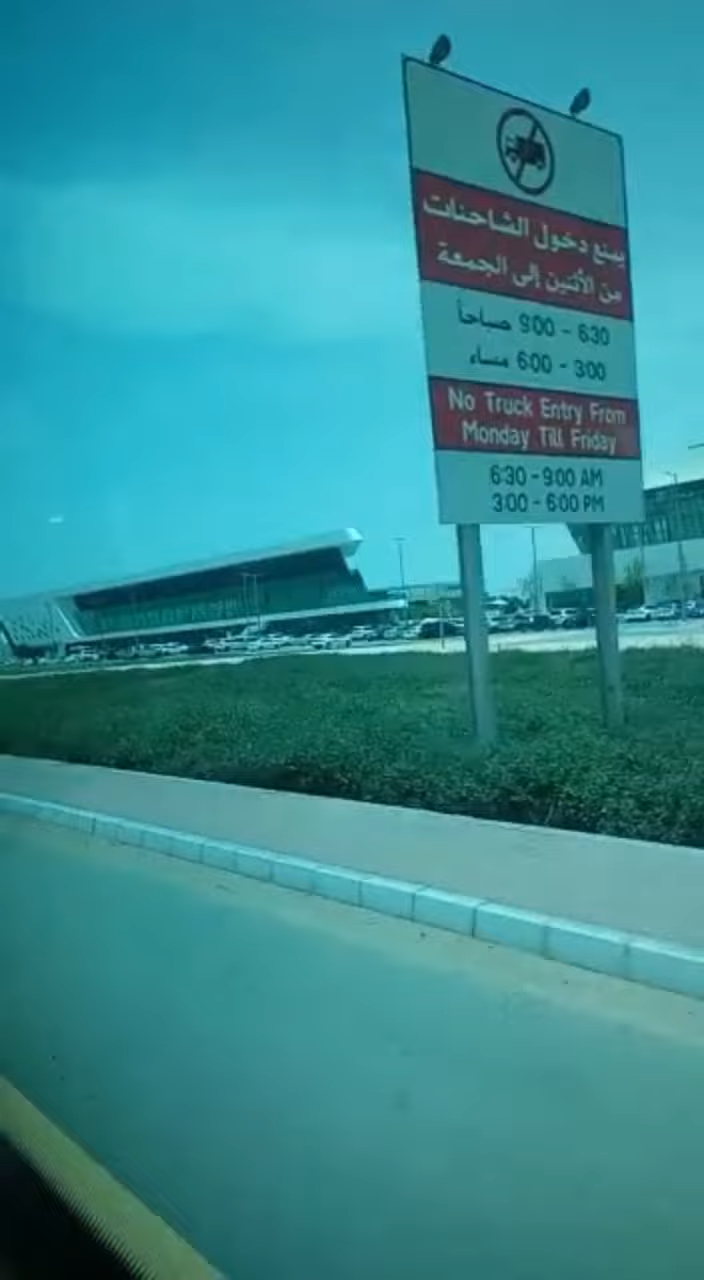 يمنع دخول الشاحنات
من الأثنين إلى الجمعة
6:30 - 9:00 صباحاً
3:00 - 6:00 مساء
No Truck Entry From
Monday Till Friday
6:30 - 9:00 AM
3:00 - 6:00 PM